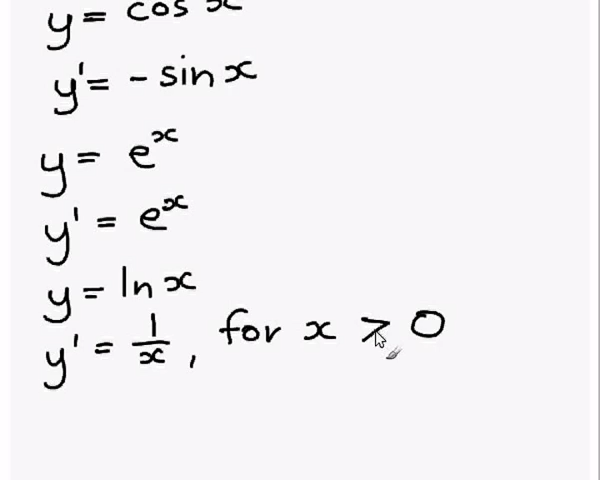 y = cos x
y' = - sin x
y = e^x
y' = e^x
y = ln x
y' = 1/x, for x > 0